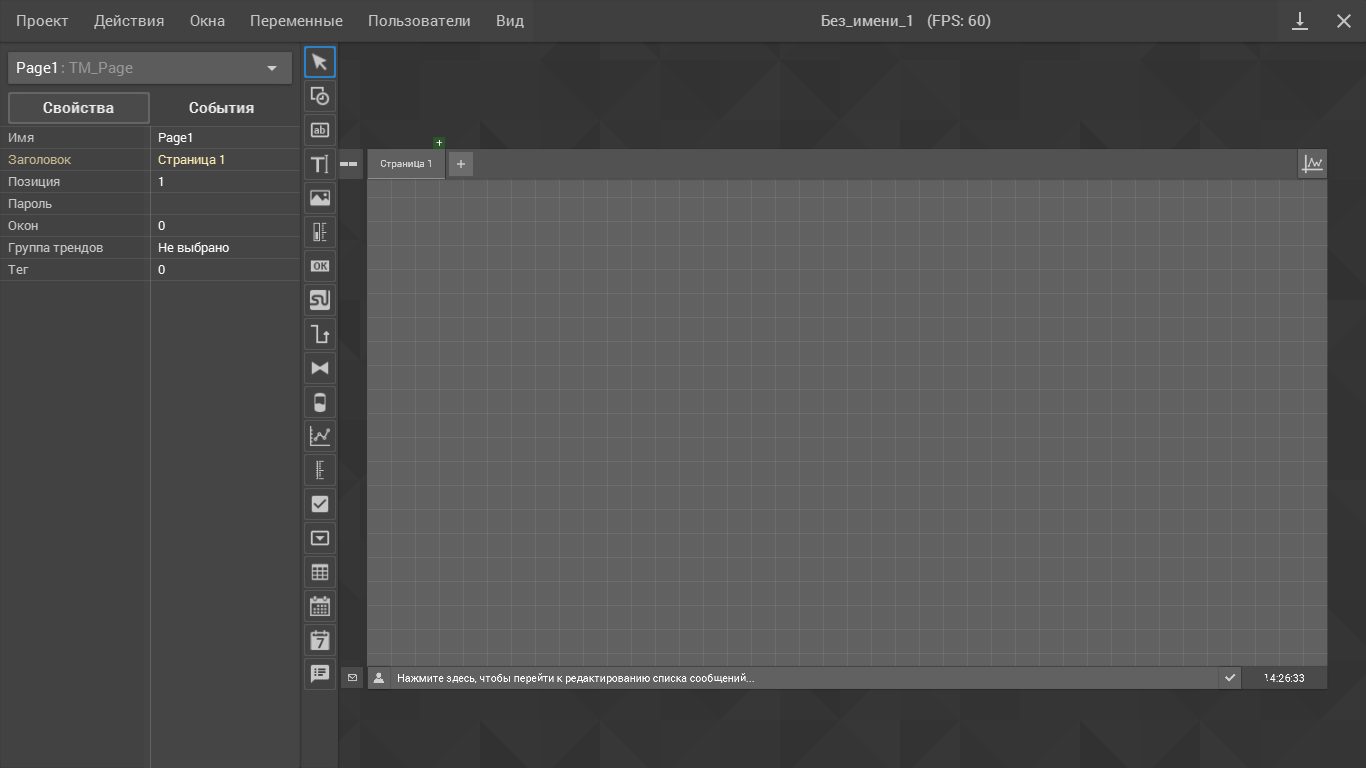 Проект Действия Окна Переменные Пользователи Вид Без_имени_1 (FPS: 60)
Page1 : TM_Page
Свойства События
Имя Page1
Заголовок Страница 1
Позиция 1
Пароль
Окон 0
Группа трендов Не выбрано
Тег 0
ab
T
OK
7
+
Страница 1 +
Нажмите здесь, чтобы перейти к редактированию списка сообщений... 14:26:33